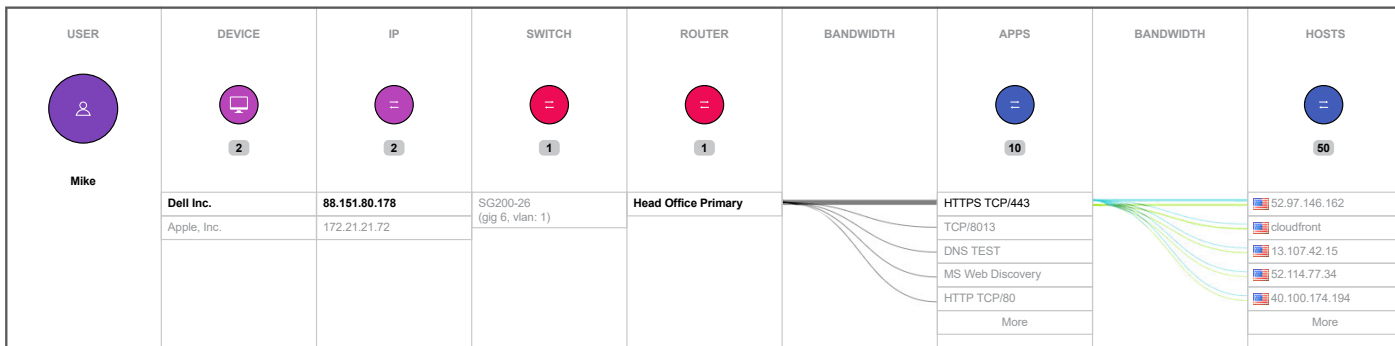 USER
DEVICE
IP
SWITCH
ROUTER
BANDWIDTH
APPS
BANDWIDTH
HOSTS
2
2
1
1
10
50
Mike
Dell Inc.
88.151.80.178
SG200-26
(gig 6, vlan: 1)
Head Office Primary
HTTPS TCP/443
52.97.146.162
Apple, Inc.
172.21.21.72
TCP/8013
cloudfront
DNS TEST
13.107.42.15
MS Web Discovery
52.114.77.34
HTTP TCP/80
40.100.174.194
More
More